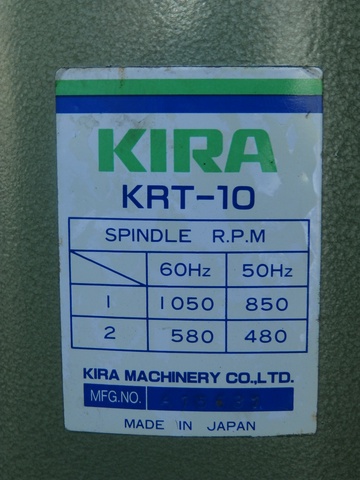 KIRA
KRT-10
SPINDLE R.P.M
60Hz 50Hz
1 1050 850
2 580 480
KIRA MACHINERY CO.,LTD.
MFG.NO.
MADE IN JAPAN